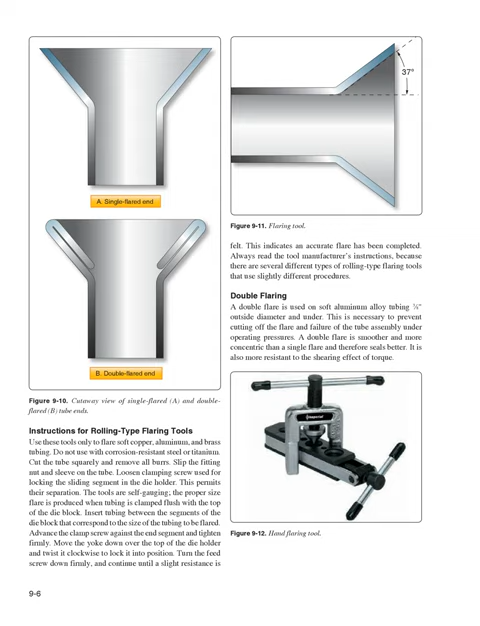 A. Single-flared end
B. Double-flared end
Figure 9-10. Cutaway view of single-flared (A) and double-
flared (B) tube ends.
Instructions for Rolling-Type Flaring Tools
Use these tools only to flare soft copper, aluminum, and brass
tubing. Do not use with corrosion-resistant steel or titanium.
Cut the tube squarely and remove all burrs. Slip the fitting
nut and sleeve on the tube. Loosen clamping screw used for
locking the sliding segment in the die holder. This permits
their separation. The tools are self-gauging; the proper size
flare is produced when tubing is clamped flush with the top
of the die block. Insert tubing between the segments of the
die block that correspond to the size of the tubing to be flared.
Advance the clamp screw against the end segment and tighten
firmly. Move the yoke down over the top of the die holder
and twist it clockwise to lock it into position. Turn the feed
screw down firmly, and continue until a slight resistance is
37°
Figure 9-11. Flaring tool.
felt. This indicates an accurate flare has been completed.
Always read the tool manufacturer's instructions, because
there are several different types of rolling-type flaring tools
that use slightly different procedures.
Double Flaring
A double flare is used on soft aluminum alloy tubing
outside diameter and under. This is necessary to prevent
cutting off the flare and failure of the tube assembly under
operating pressures. A double flare is smoother and more
concentric than a single flare and therefore seals better. It is
also more resistant to the shearing effect of torque.
Imperial
Figure 9-12. Hand flaring tool.
9-6